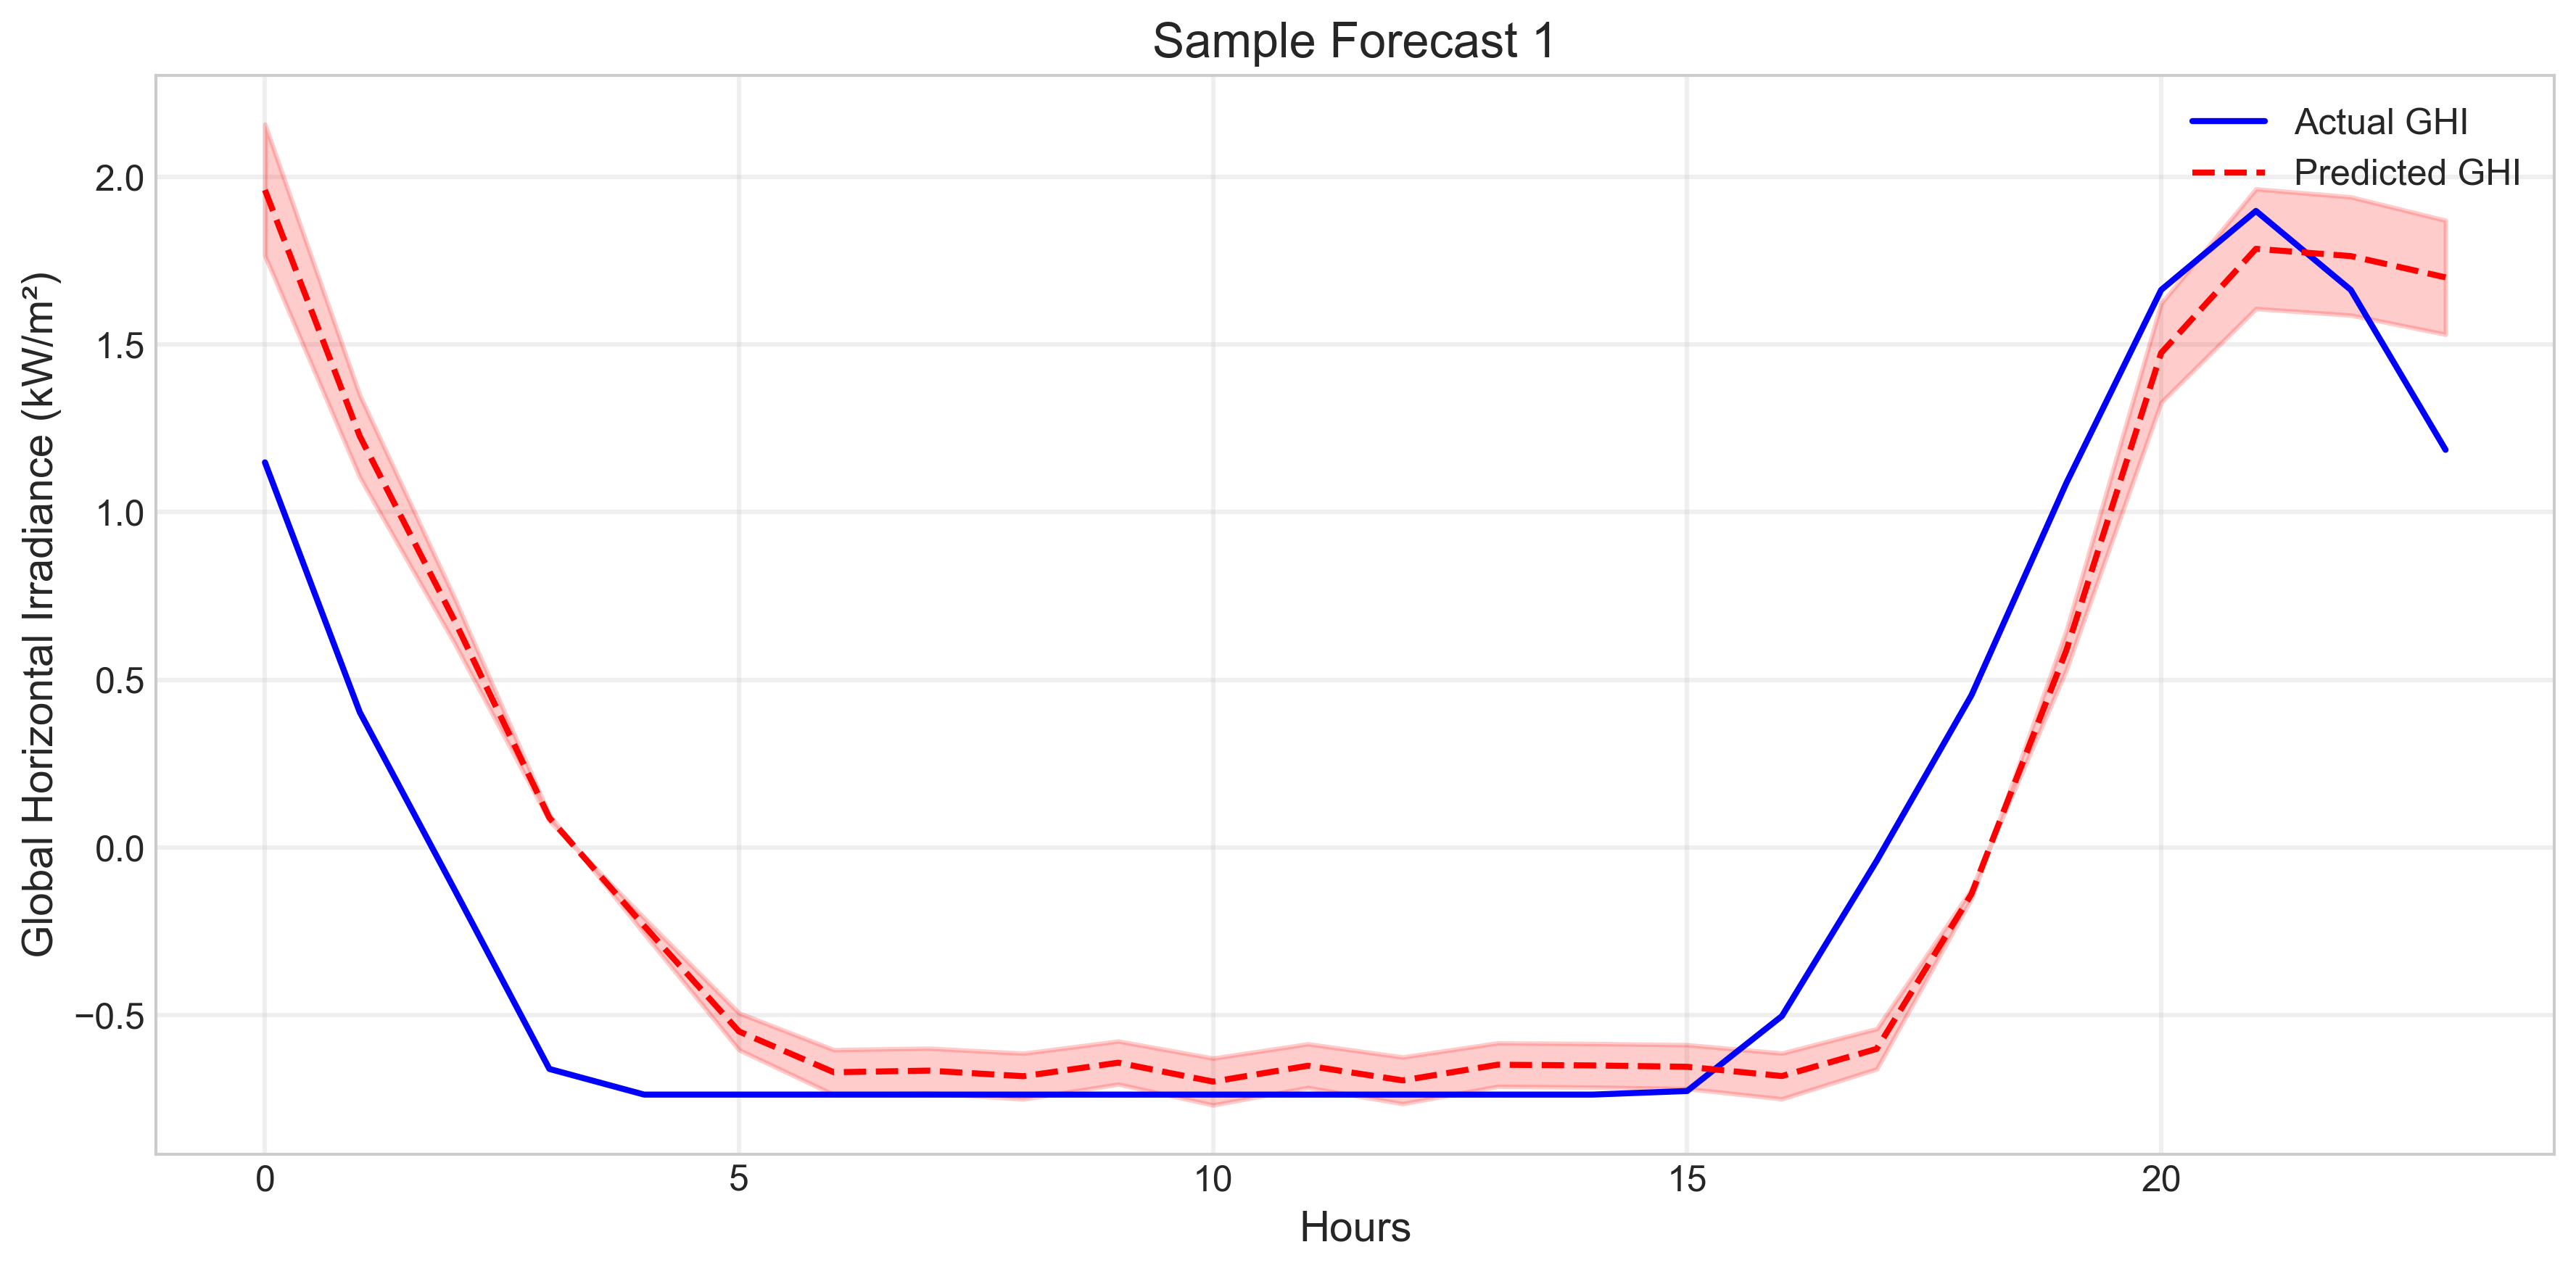 Sample Forecast 1
Actual GHI
Predicted GHI
Global Horizontal Irradiance (kW/m²)
2.0
1.5
1.0
0.5
0.0
−0.5
0 5 10 15 20
Hours